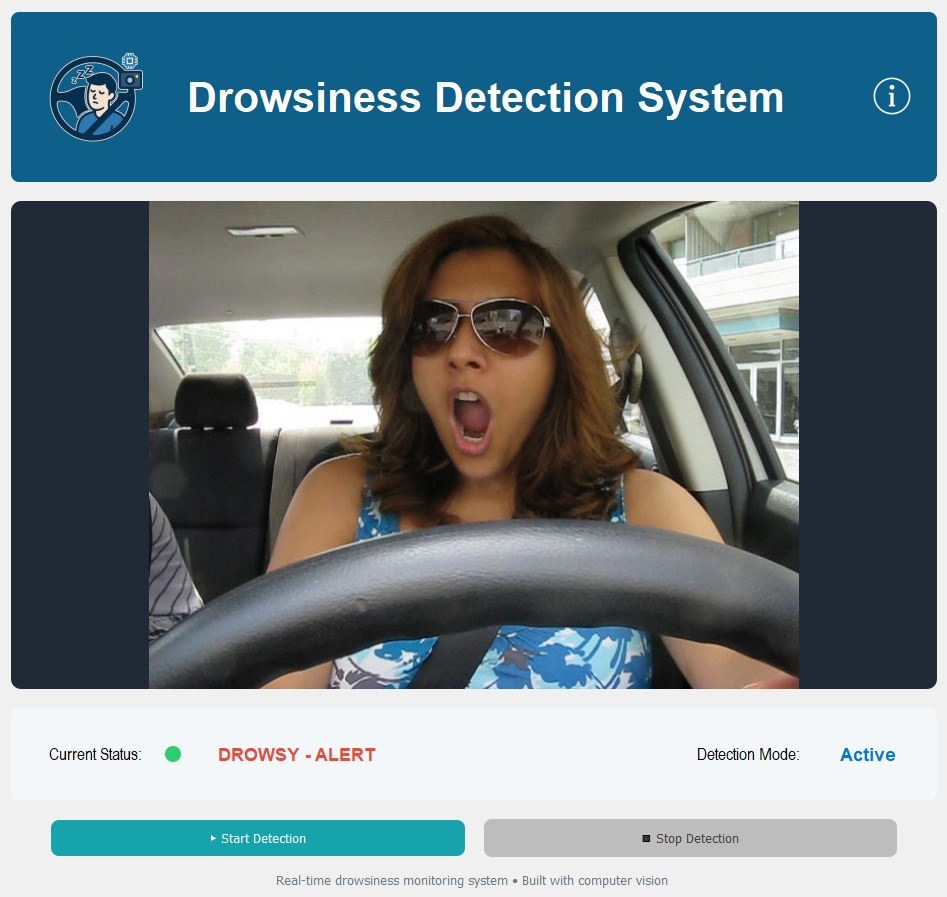 zzz
Drowsiness Detection System
i
Current Status: DROWSY - ALERT Detection Mode: Active
Start Detection Stop Detection
Real-time drowsiness monitoring system • Built with computer vision